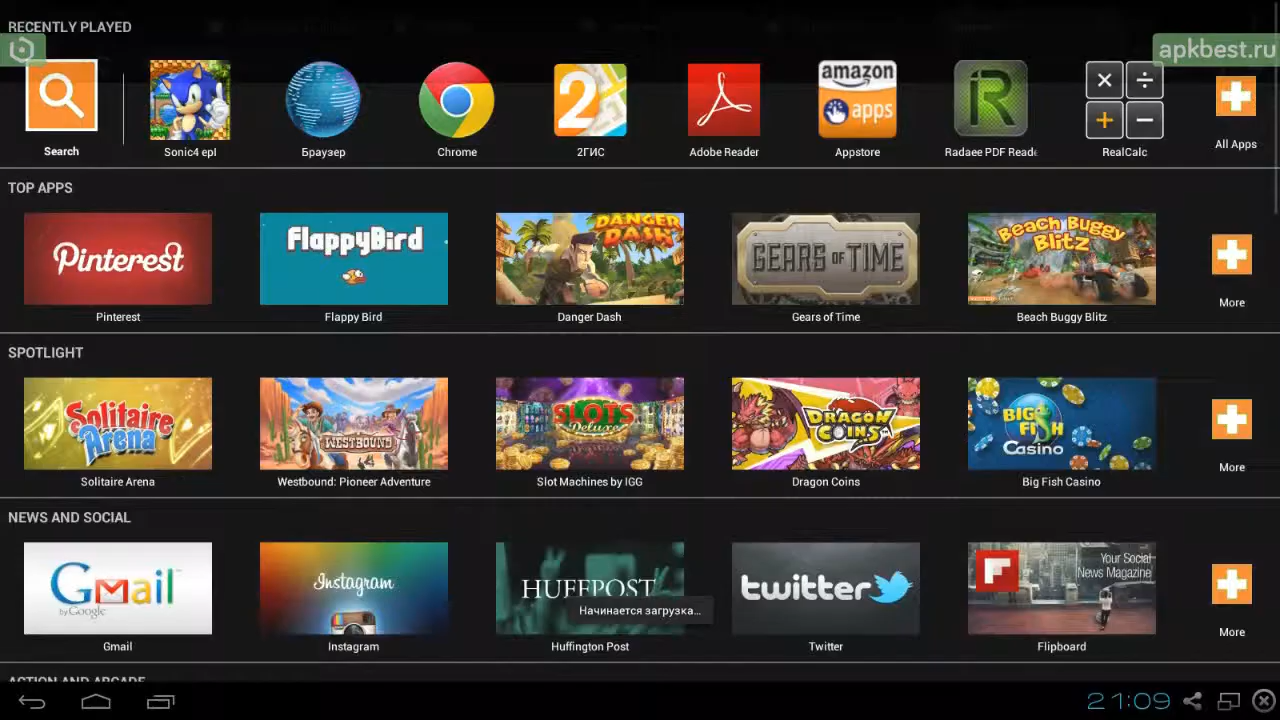 RECENTLY PLAYED
apkbest.ru
amazon
apps
2
Search
Sonic4 epI
Браузер
Chrome
2ГИС
Adobe Reader
Appstore
Radaee PDF Reade
RealCalc
All Apps
TOP APPS
Pinterest
FlappyBird
DANGER DASH
GEARS OF TIME
BEACH BUGGY BLITZ
Pinterest
Flappy Bird
Danger Dash
Gears of Time
Beach Buggy Blitz
More
SPOTLIGHT
Solitaire Arena
WESTBOUND
SLOTS Deluxe
DRAGON COINS
BIG FISH Casino
Solitaire Arena
Westbound: Pioneer Adventure
Slot Machines by IGG
Dragon Coins
Big Fish Casino
More
NEWS AND SOCIAL
Gmail
by Google
Instagram
HUFFPOST
twitter
Your Social
News Magazine
Начинается загрузка...
Gmail
Instagram
Huffington Post
Twitter
Flipboard
More
ACTION AND ARCADE
21:09